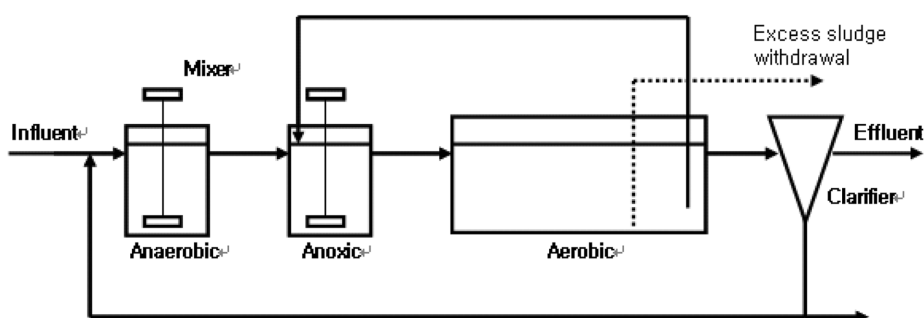 Excess sludge
withdrawal
Mixer
Influent
Effluent
Clarifier
Anaerobic
Anoxic
Aerobic